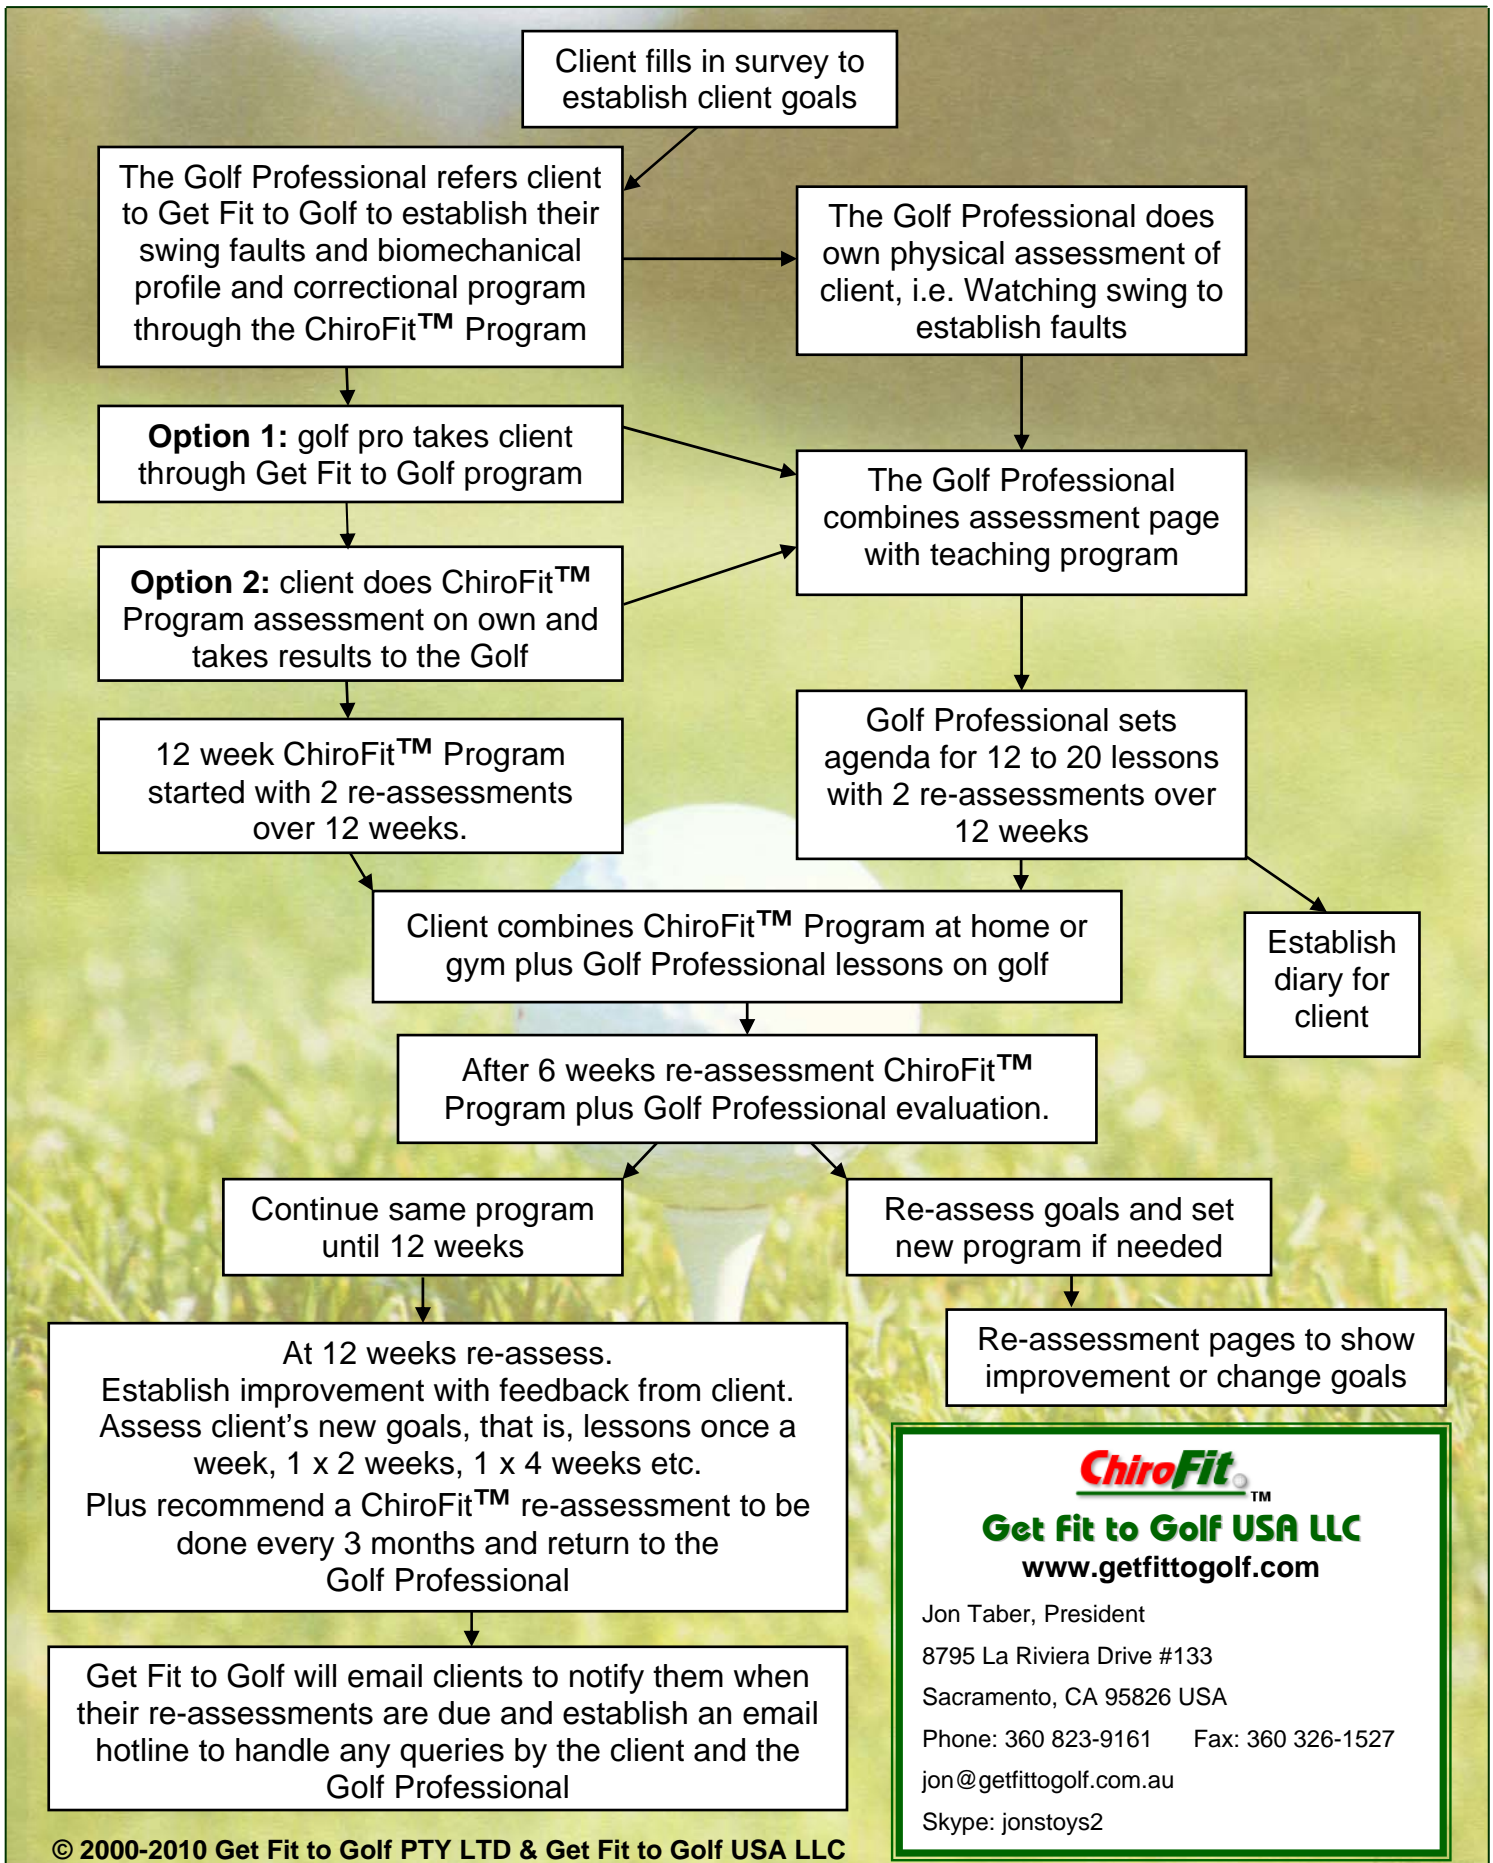 Client fills in survey to
establish client goals
The Golf Professional refers client
to Get Fit to Golf to establish their
swing faults and biomechanical
profile and correctional program
through the ChiroFit™ Program
The Golf Professional does
own physical assessment of
client, i.e. Watching swing to
establish faults
Option 1: golf pro takes client
through Get Fit to Golf program
The Golf Professional
combines assessment page
with teaching program
Option 2: client does ChiroFit™
Program assessment on own and
takes results to the Golf
12 week ChiroFit™ Program
started with 2 re-assessments
over 12 weeks.
Golf Professional sets
agenda for 12 to 20 lessons
with 2 re-assessments over
12 weeks
Client combines ChiroFit™ Program at home or
gym plus Golf Professional lessons on golf
Establish
diary for
client
After 6 weeks re-assessment ChiroFit™
Program plus Golf Professional evaluation.
Continue same program
until 12 weeks
Re-assess goals and set
new program if needed
At 12 weeks re-assess.
Establish improvement with feedback from client.
Assess client's new goals, that is, lessons once a
week, 1 x 2 weeks, 1 x 4 weeks etc.
Plus recommend a ChiroFit™ re-assessment to be
done every 3 months and return to the
Golf Professional
Re-assessment pages to show
improvement or change goals
Get Fit to Golf will email clients to notify them when
their re-assessments are due and establish an email
hotline to handle any queries by the client and the
Golf Professional
ChiroFit™
Get Fit to Golf USA LLC
www.getfittogolf.com
Jon Taber, President
8795 La Riviera Drive #133
Sacramento, CA 95826 USA
Phone: 360 823-9161 Fax: 360 326-1527
jon@getfittogolf.com.au
Skype: jonstoys2
© 2000-2010 Get Fit to Golf PTY LTD & Get Fit to Golf USA LLC